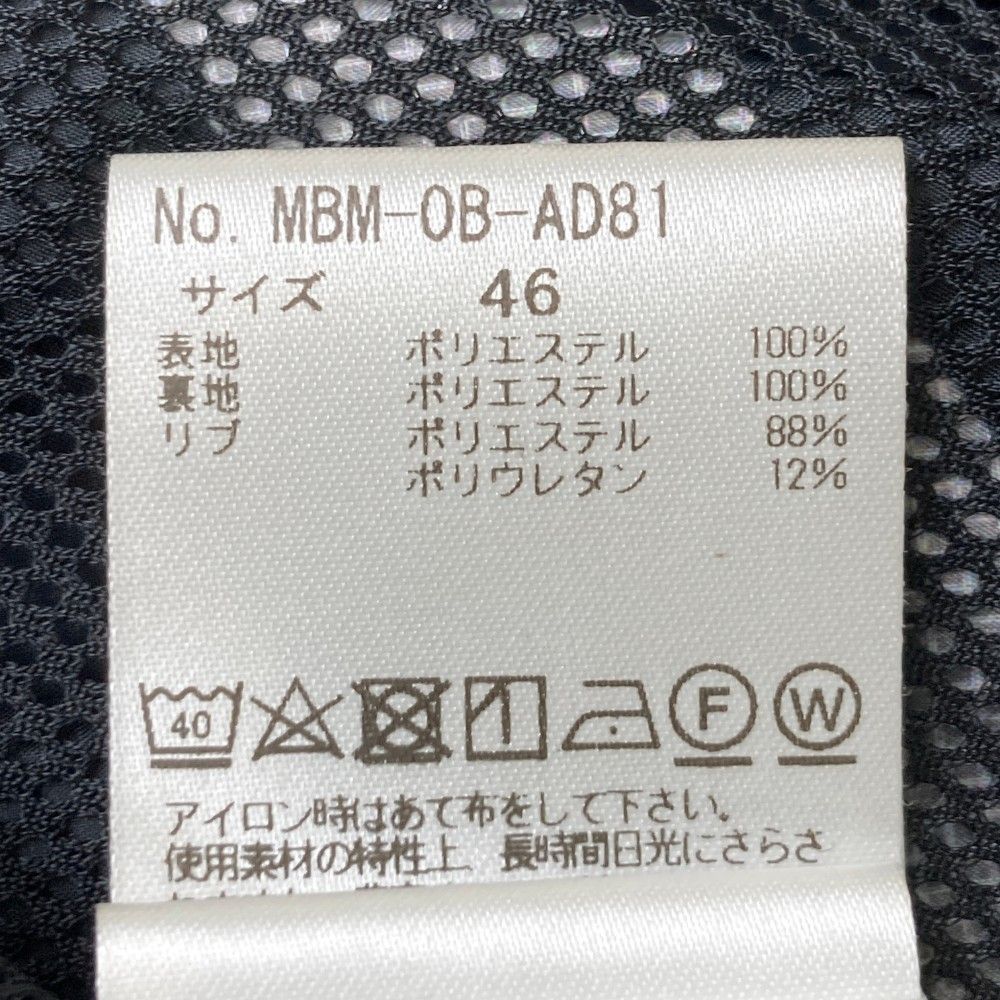 No. MBM-OB-AD81
サイズ 46
表地 ポリエステル 100%
裏地 ポリエステル 100%
リブ ポリエステル 88%
ポリウレタン 12%
40 F W
アイロン時はあて布をして下さい。
使用素材の特性上、長時間日光にさらさ